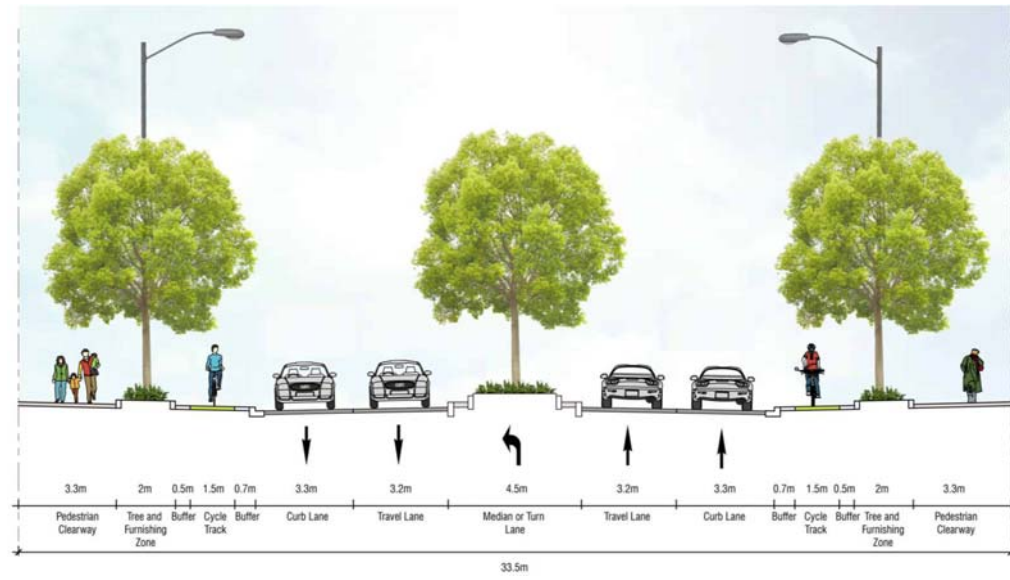 3.3m 2m 0.5m 1.5m 0.7m 3.3m 3.2m 4.5m 3.2m 3.3m 0.7m 1.5m 0.5m 2m 3.3m
Pedestrian Clearway
Tree and Furnishing Zone
Buffer
Cycle Track
Buffer
Curb Lane
Travel Lane
Median or Turn Lane
Travel Lane
Curb Lane
Buffer
Cycle Track
Buffer
Tree and Furnishing Zone
Pedestrian Clearway
33.5m